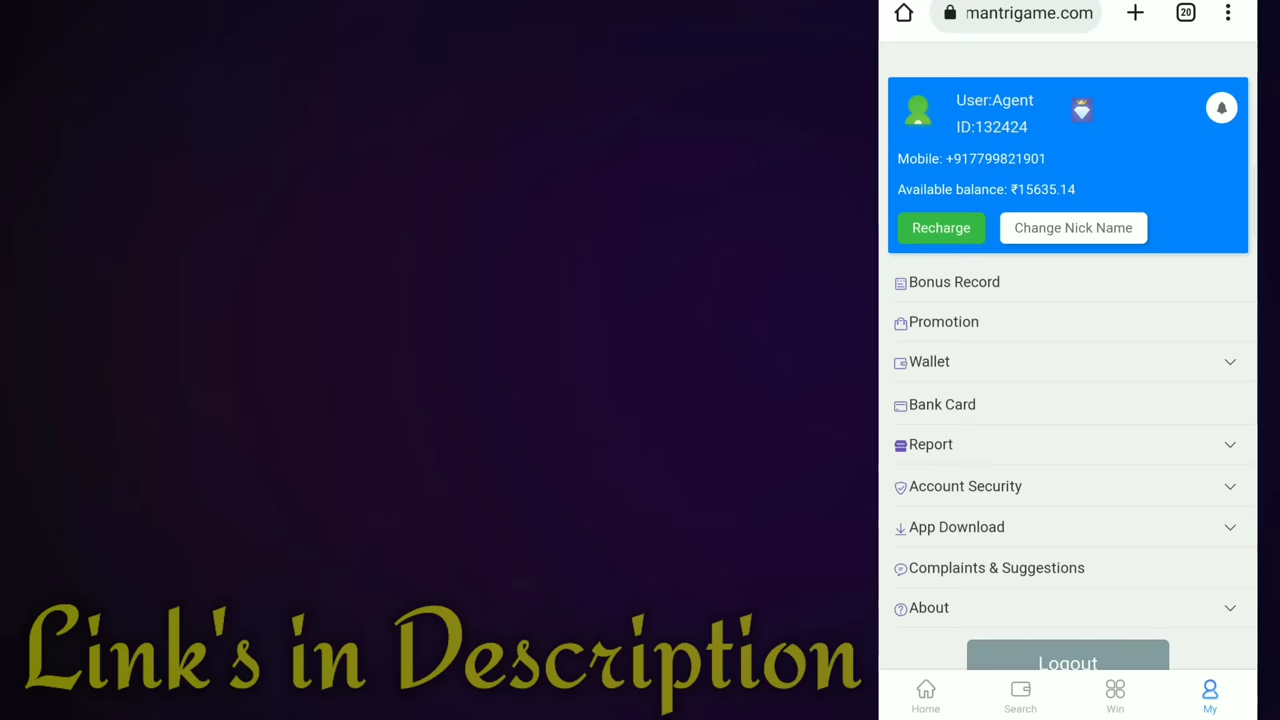 mantrigame.com
20
User:Agent
ID:132424
Mobile: +917799821901
Available balance: ₹15635.14
Recharge
Change Nick Name
Bonus Record
Promotion
Wallet
Bank Card
Report
Account Security
App Download
Complaints & Suggestions
About
Logout
Home
Search
Win
My
Link's in Description